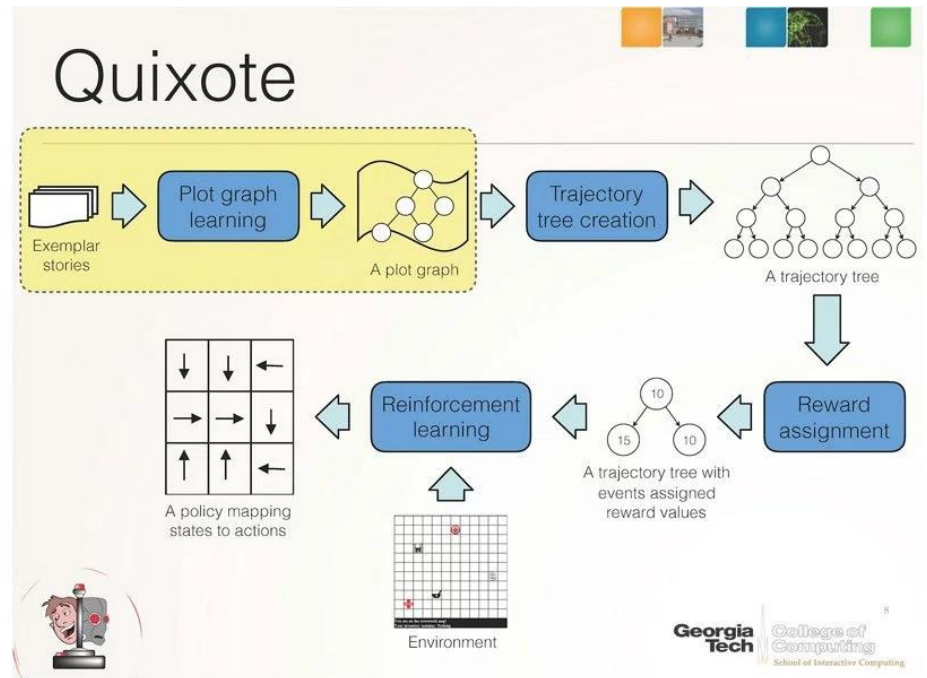 Quixote
Exemplar
stories
Plot graph
learning
A plot graph
Trajectory
tree creation
A trajectory tree
Reward
assignment
10
15
10
A trajectory tree with
events assigned
reward values
Reinforcement
learning
A policy mapping
states to actions
Environment
8
Georgia
Tech
College of
Computing
School of Interactive Computing